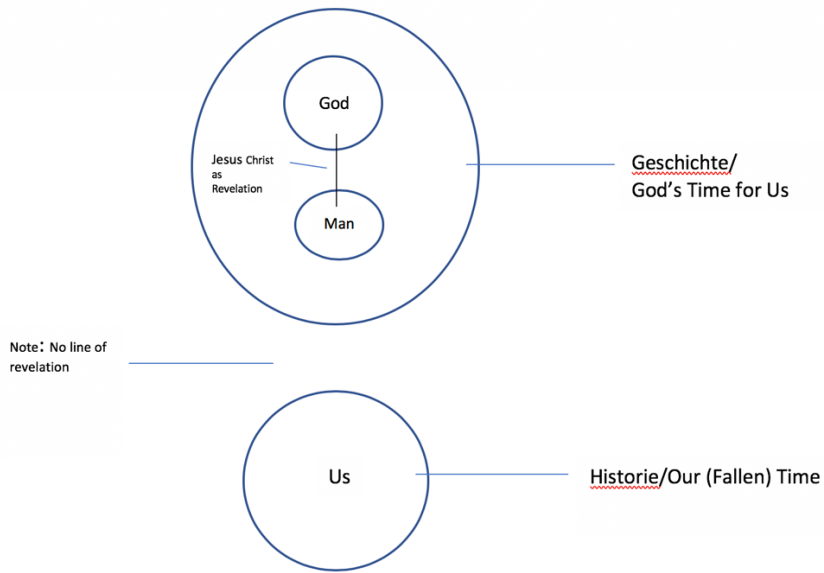 God
Jesus Christ
as
Revelation
Man
Geschichte/
God's Time for Us
Note: No line of
revelation
Us
Historie/Our (Fallen) Time